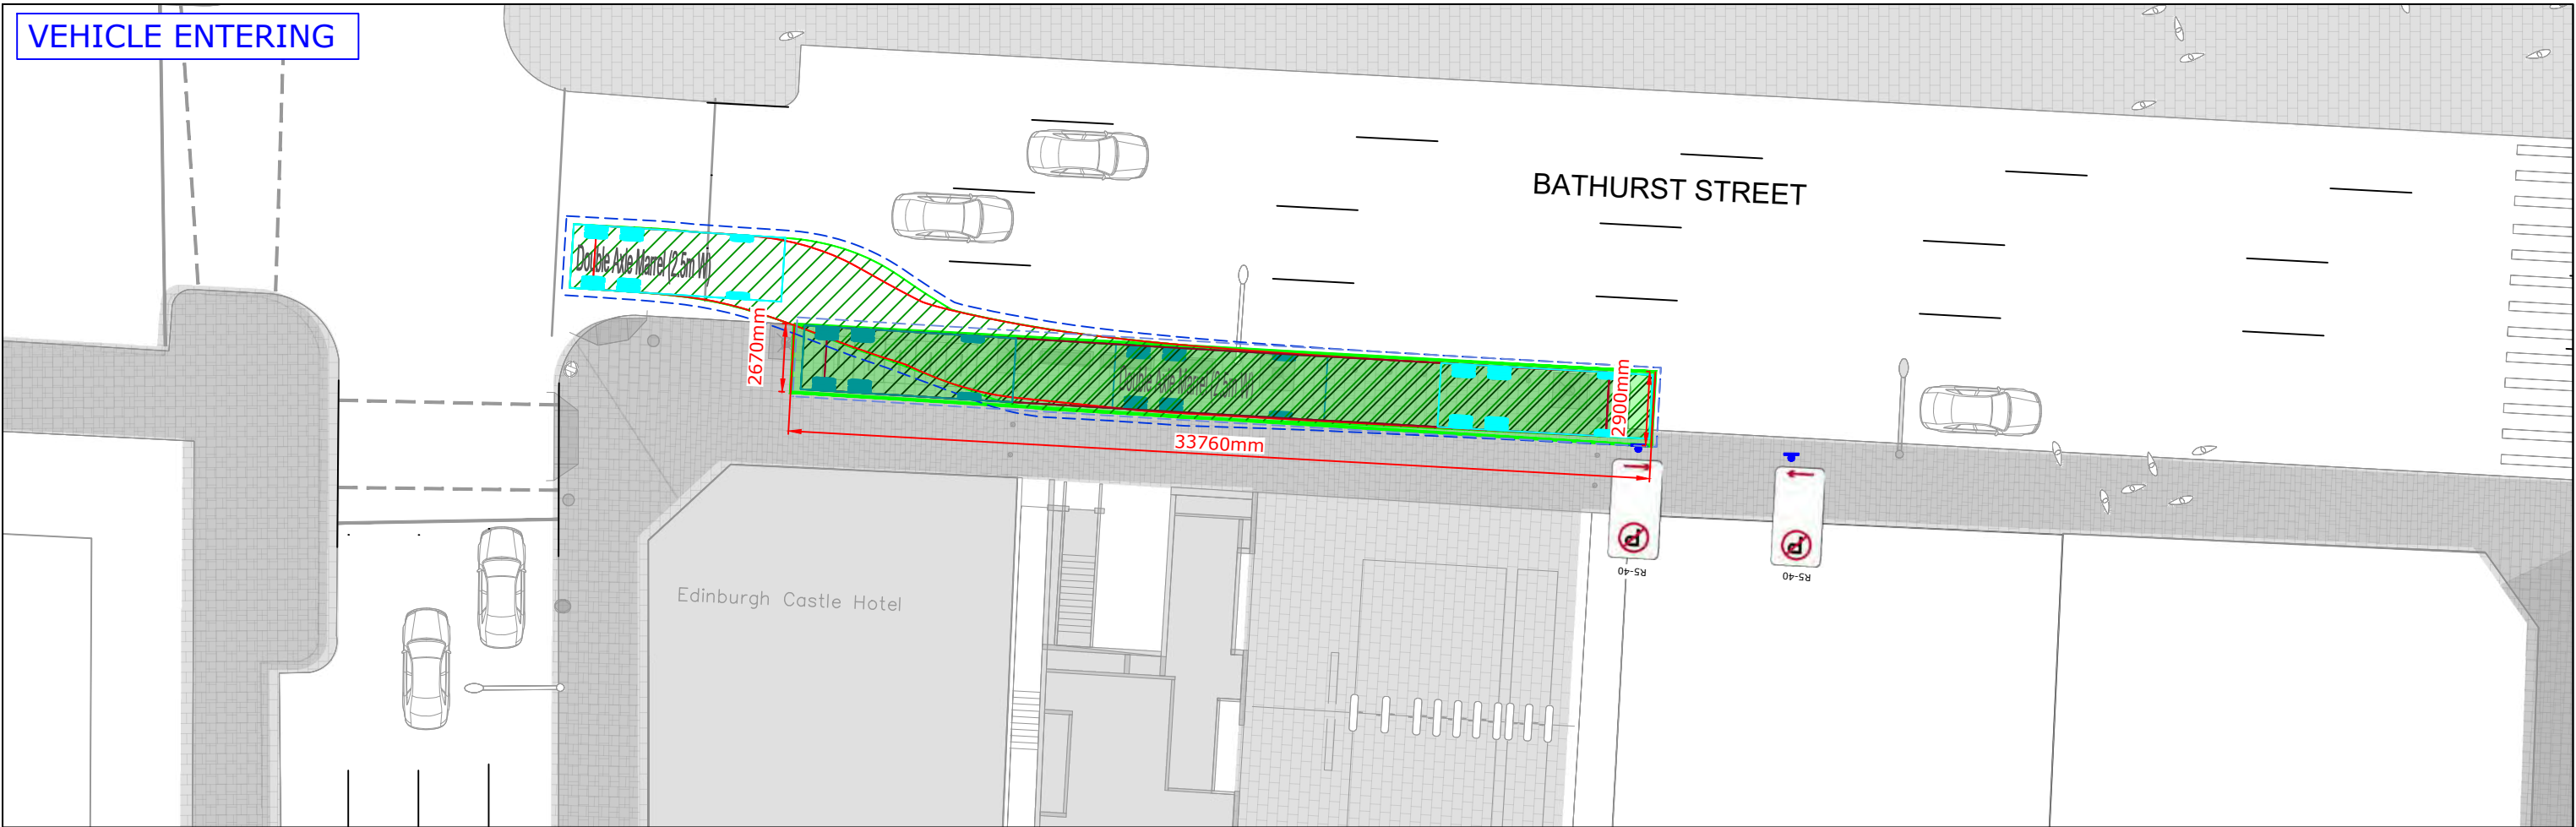 VEHICLE ENTERING
BATHURST STREET
Double Axle Marrel (2.5m W)
2670mm
Double Axle Marrel (2.5m W)
2900mm
33760mm
P
P
R5-40
R5-40
Edinburgh Castle Hotel